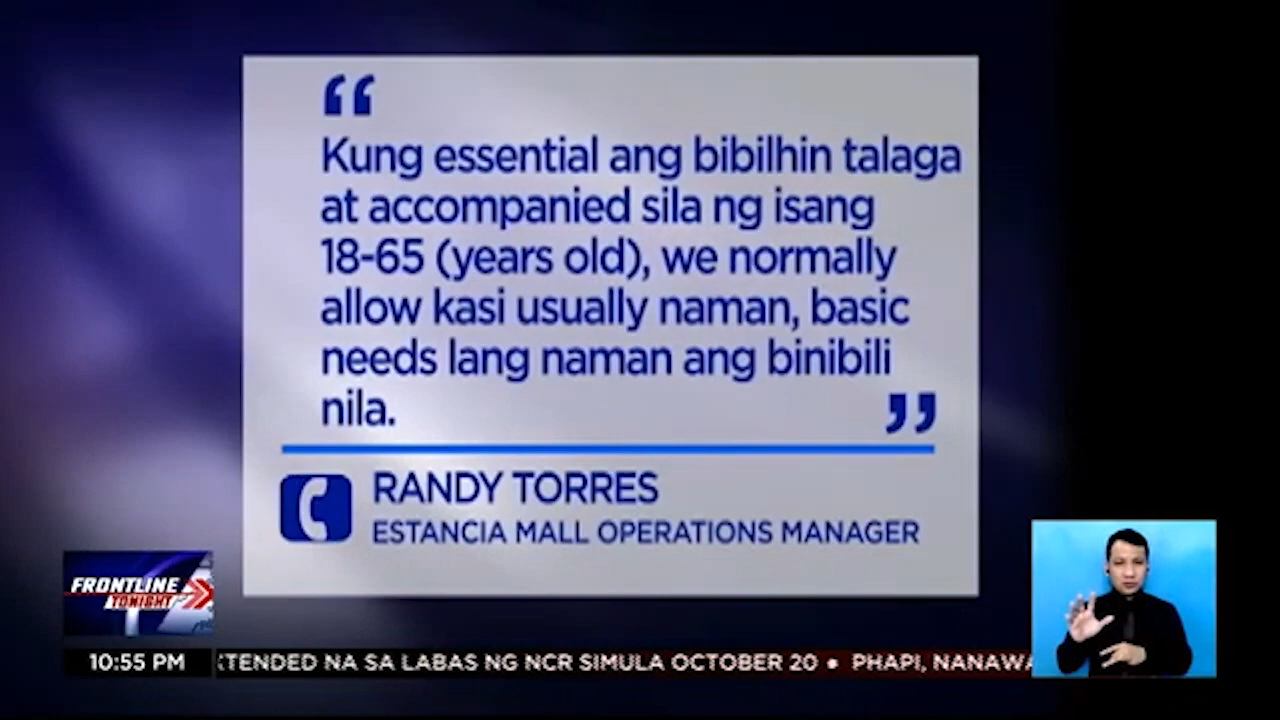 “
Kung essential ang bibilhin talaga
at accompanied sila ng isang
18-65 (years old), we normally
allow kasi usually naman, basic
needs lang naman ang binibili
nila.
”
RANDY TORRES
ESTANCIA MALL OPERATIONS MANAGER
FRONTLINE
TONIGHT
10:55 PM
XTENDED NA SA LABAS NG NCR SIMULA OCTOBER 20 • PHAPI, NANAWA